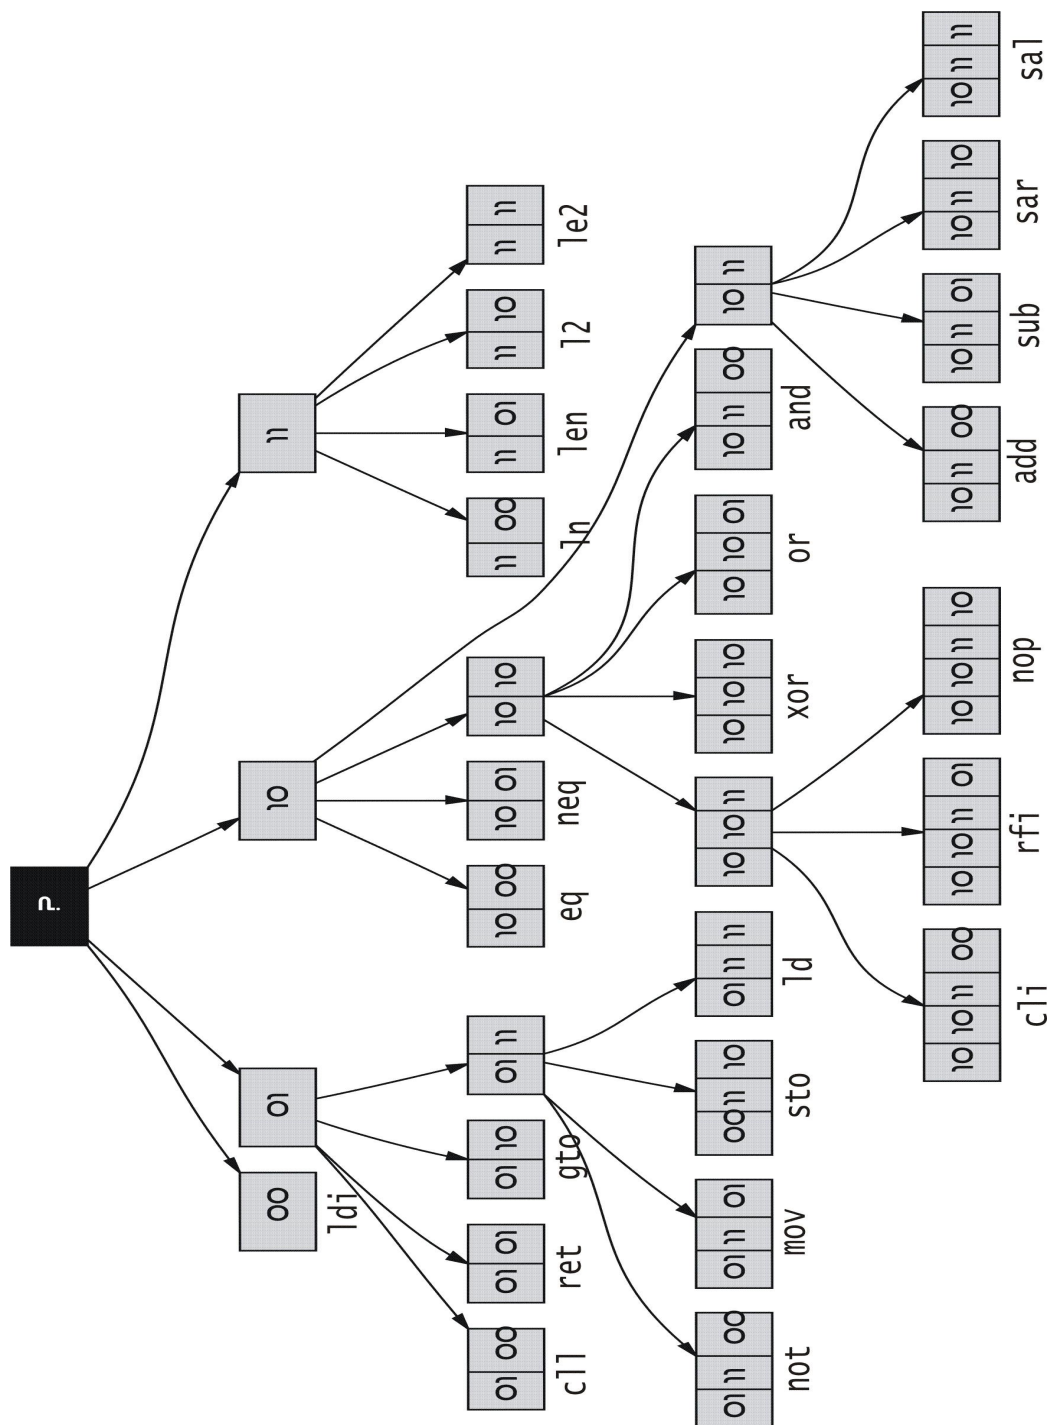 ?
00 01 10 11
ldi
01 00 01 01 01 10 01 11 10 00 10 01 10 10 11 00 11 01 11 10 11 11
cll ret gto eq neq ln len l2 le2
01 11 00 01 11 01 00 11 10 01 11 11 10 10 11 10 10 10 10 10 01 10 11 00 10 11
not mov sto ld xor or and
10 10 11 00 10 10 11 01 10 10 11 10 10 11 00 10 11 01 10 11 10 10 11 11
cli rfi nop add sub sar sal